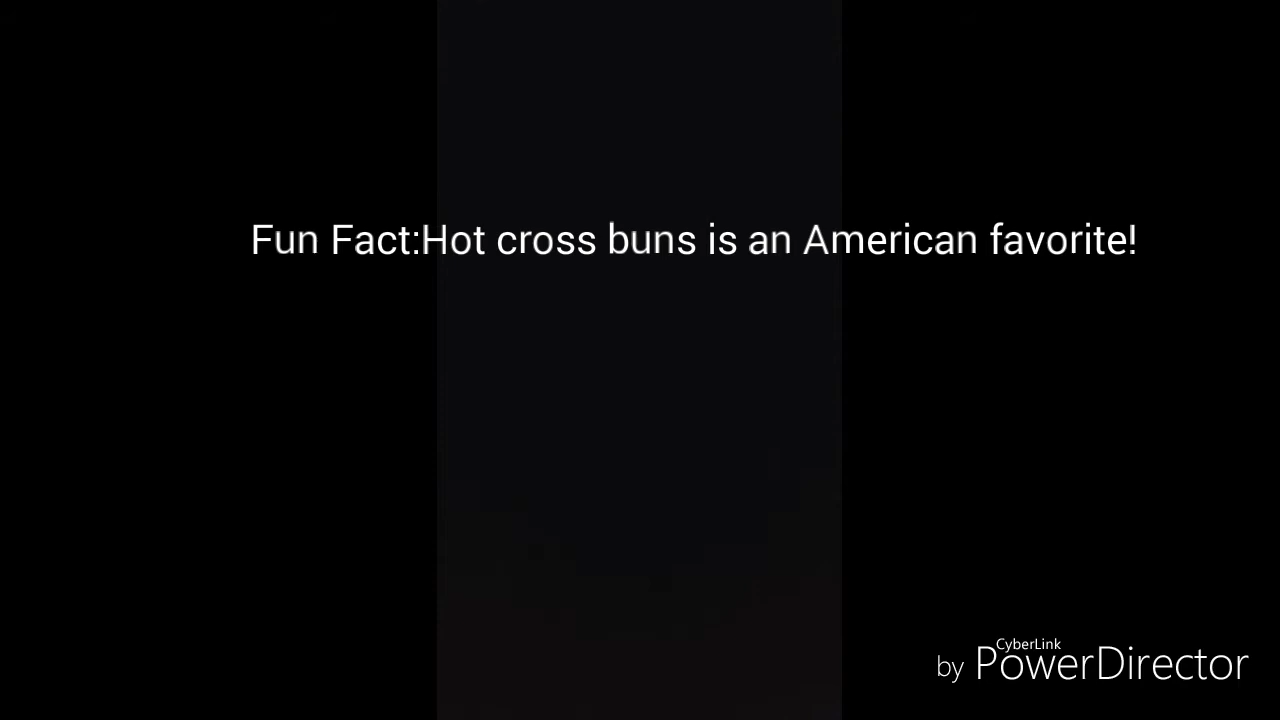 Fun Fact:Hot cross buns is an American favorite!
CyberLink
by PowerDirector